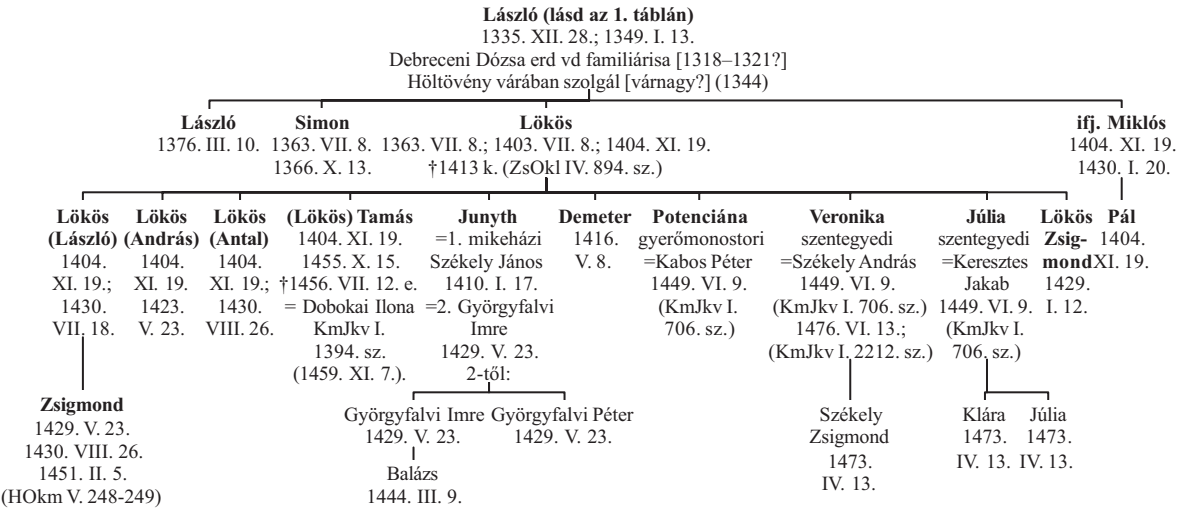 László (lásd az 1. táblán)
1335. XII. 28.; 1349. I. 13.
Debreceni Dózsa erd vd familiárisa [1318–1321?]
Höltövény várában szolgál [várnagy?] (1344)
László
1376. III. 10.
Simon
1363. VII. 8.
1366. X. 13.
Lökös
1363. VII. 8.; 1403. VII. 8.; 1404. XI. 19.
†1413 k. (ZsOkl IV. 894. sz.)
ifj. Miklós
1404. XI. 19.
1430. I. 20.
Lökös
(László)
1404.
XI. 19.;
1430.
VII. 18.
Lökös
(András)
1404.
XI. 19.
1423.
V. 23.
Lökös
(Antal)
1404.
XI. 19.;
1430.
VIII. 26.
(Lökös) Tamás
1404. XI. 19.
1455. X. 15.
†1456. VII. 12. e.
= Dobokai Ilona
KmJkv I.
1394. sz.
(1459. XI. 7.).
Junyth
=1. mikeházi
Székely János
1410. I. 17.
=2. Györgyfalvi
Imre
1429. V. 23.
2-től:
Demeter
1416.
V. 8.
Potenciána
gyerőmonostori
=Kabos Péter
1449. VI. 9.
(KmJkv I.
706. sz.)
Veronika
szentegyedi
=Székely András
1449. VI. 9.
(KmJkv I. 706. sz.)
1476. VI. 13.;
(KmJkv I. 2212. sz.)
Júlia
szentegyedi
=Keresztes
Jakab
1449. VI. 9.
(KmJkv I.
706. sz.)
Lökös
Zsig-
mond
1429.
I. 12.
Pál
1404.
XI. 19.
Zsigmond
1429. V. 23.
1430. VIII. 26.
1451. II. 5.
(HOkm V. 248-249)
Györgyfalvi Imre
1429. V. 23.
Györgyfalvi Péter
1429. V. 23.
Balázs
1444. III. 9.
Székely
Zsigmond
1473.
IV. 13.
Klára
1473.
IV. 13.
Júlia
1473.
IV. 13.